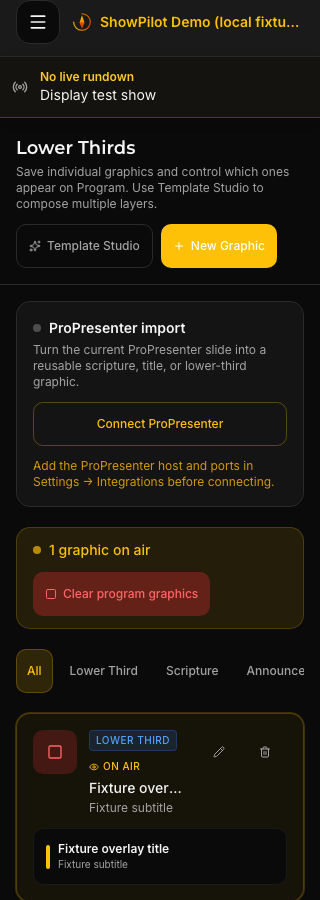 ShowPilot Demo (local fixtu...
No live rundown
Display test show
Lower Thirds
Save individual graphics and control which ones
appear on Program. Use Template Studio to
compose multiple layers.
Template Studio
New Graphic
ProPresenter import
Turn the current ProPresenter slide into a
reusable scripture, title, or lower-third
graphic.
Connect ProPresenter
Add the ProPresenter host and ports in
Settings → Integrations before connecting.
1 graphic on air
Clear program graphics
All Lower Third Scripture Announce
LOWER THIRD
ON AIR
Fixture over...
Fixture subtitle
Fixture overlay title
Fixture subtitle